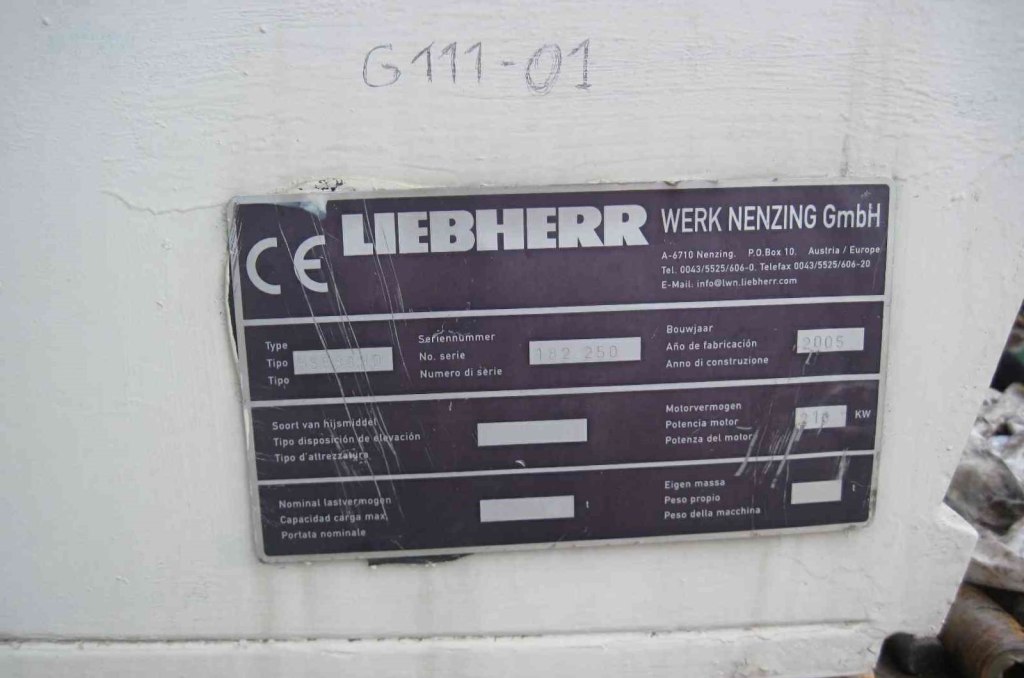 G111-01
CE LIEBHERR WERK NENZING GmbH
A-6710 Nenzing. P.O.Box 10. Austria / Europe
Tel. 0043/5525/606-0. Telefax 0043/5525/606-20
E-Mail: info@lwn.liebherr.com
Type
Tipo
Tipo
Seriennummer
No. serie
Numero di serie
182 250
Bouwjaar
Año de fabricación
Anno di construzione
2005
Soort van hijsmiddel
Tipo disposición de elevación
Tipo d'attrezzatura
Motorvermogen
Potencia motor
Potenza del motor
KW
Nominal lastvermogen
Capacidad carga max.
Portata nominale
t
Eigen massa
Peso propio
Peso della macchina
t